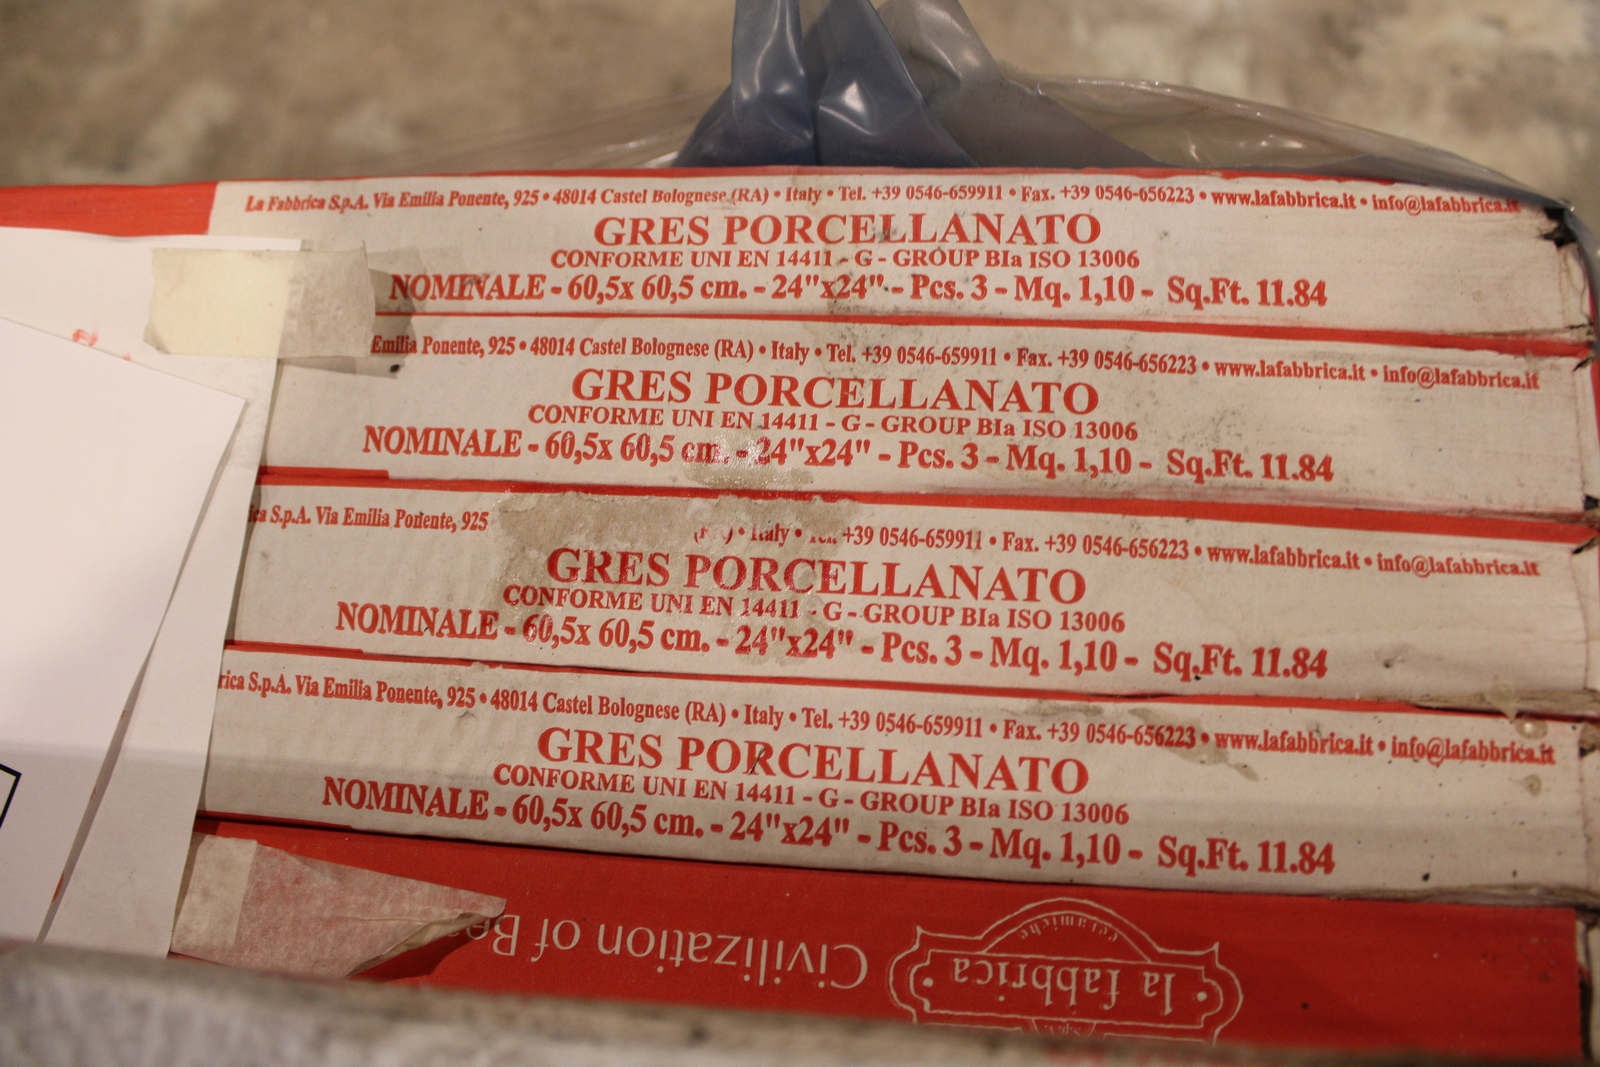 La Fabbrica S.p.A. Via Emilia Ponente, 925 • 48014 Castel Bolognese (RA) • Italy • Tel. +39 0546-659911 • Fax. +39 0546-656223 • www.lafabbrica.it • info@lafabbrica.it
GRES PORCELLANATO
CONFORME UNI EN 14411 - G - GROUP BIa ISO 13006
NOMINALE - 60,5x 60,5 cm. - 24"x24" - Pcs. 3 - Mq. 1,10 - Sq.Ft. 11.84
Emilia Ponente, 925 • 48014 Castel Bolognese (RA) • Italy • Tel. +39 0546-659911 • Fax. +39 0546-656223 • www.lafabbrica.it • info@lafabbrica.it
GRES PORCELLANATO
CONFORME UNI EN 14411 - G - GROUP BIa ISO 13006
NOMINALE - 60,5x 60,5 cm. - 24"x24" - Pcs. 3 - Mq. 1,10 - Sq.Ft. 11.84
S.p.A. Via Emilia Ponente, 925 • Italy • +39 0546-659911 • Fax. +39 0546-656223 • www.lafabbrica.it • info@lafabbrica.it
GRES PORCELLANATO
CONFORME UNI EN 14411 - G - GROUP BIa ISO 13006
NOMINALE - 60,5x 60,5 cm. - 24"x24" - Pcs. 3 - Mq. 1,10 - Sq.Ft. 11.84
rica S.p.A. Via Emilia Ponente, 925 • 48014 Castel Bolognese (RA) • Italy • Tel. +39 0546-659911 • Fax. +39 0546-656223 • www.lafabbrica.it • info@lafabbrica.it
GRES PORCELLANATO
CONFORME UNI EN 14411 - G - GROUP BIa ISO 13006
NOMINALE - 60,5x 60,5 cm. - 24"x24" - Pcs. 3 - Mq. 1,10 - Sq.Ft. 11.84
Civilization of
la fabbrica
ceramiche